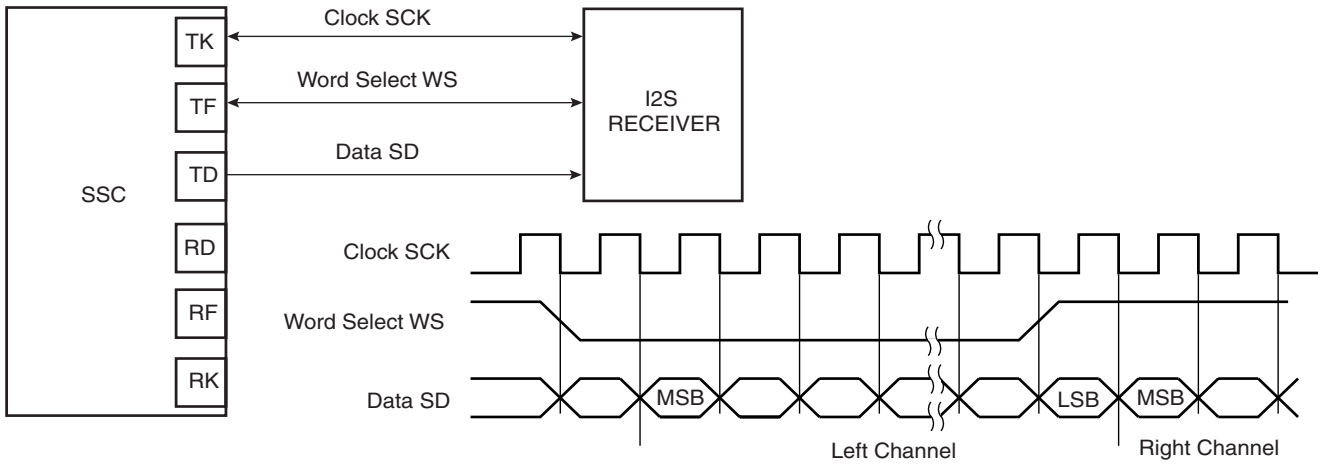 Clock SCK
TK
Word Select WS
TF
I2S
RECEIVER
Data SD
TD
SSC
RD
RF
RK
Clock SCK
Word Select WS
Data SD
MSB
LSB
MSB
Left Channel
Right Channel